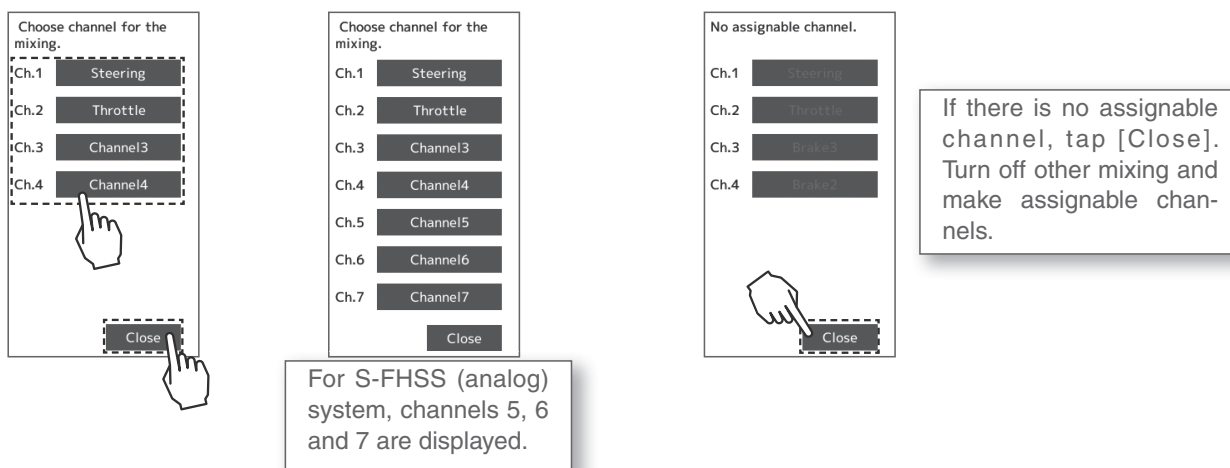 Choose channel for the
mixing.
Ch.1 Steering
Ch.2 Throttle
Ch.3 Channel3
Ch.4 Channel4
Close
Choose channel for the
mixing.
Ch.1 Steering
Ch.2 Throttle
Ch.3 Channel3
Ch.4 Channel4
Ch.5 Channel5
Ch.6 Channel6
Ch.7 Channel7
Close
For S-FHSS (analog)
system, channels 5, 6
and 7 are displayed.
No assignable channel.
Ch.1 Steering
Ch.2 Throttle
Ch.3 Brake3
Ch.4 Brake2
Close
If there is no assignable
channel, tap [Close].
Turn off other mixing and
make assignable chan-
nels.